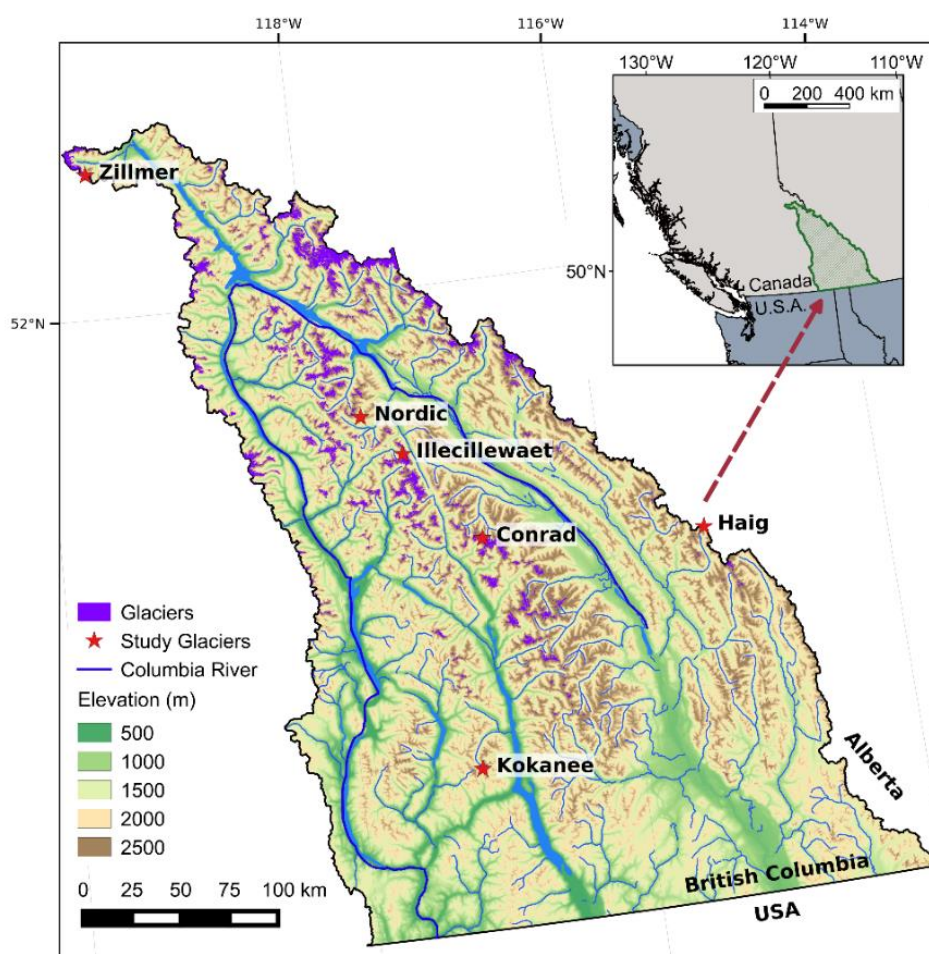 118°W
116°W
114°W
130°W
120°W
110°W
0 200 400 km
50°N
Canada
U.S.A.
52°N
Zillmer
Nordic
Illecillewaet
Conrad
Haig
Kokanee
Alberta
British Columbia
USA
Glaciers
Study Glaciers
Columbia River
Elevation (m)
500
1000
1500
2000
2500
0 25 50 75 100 km